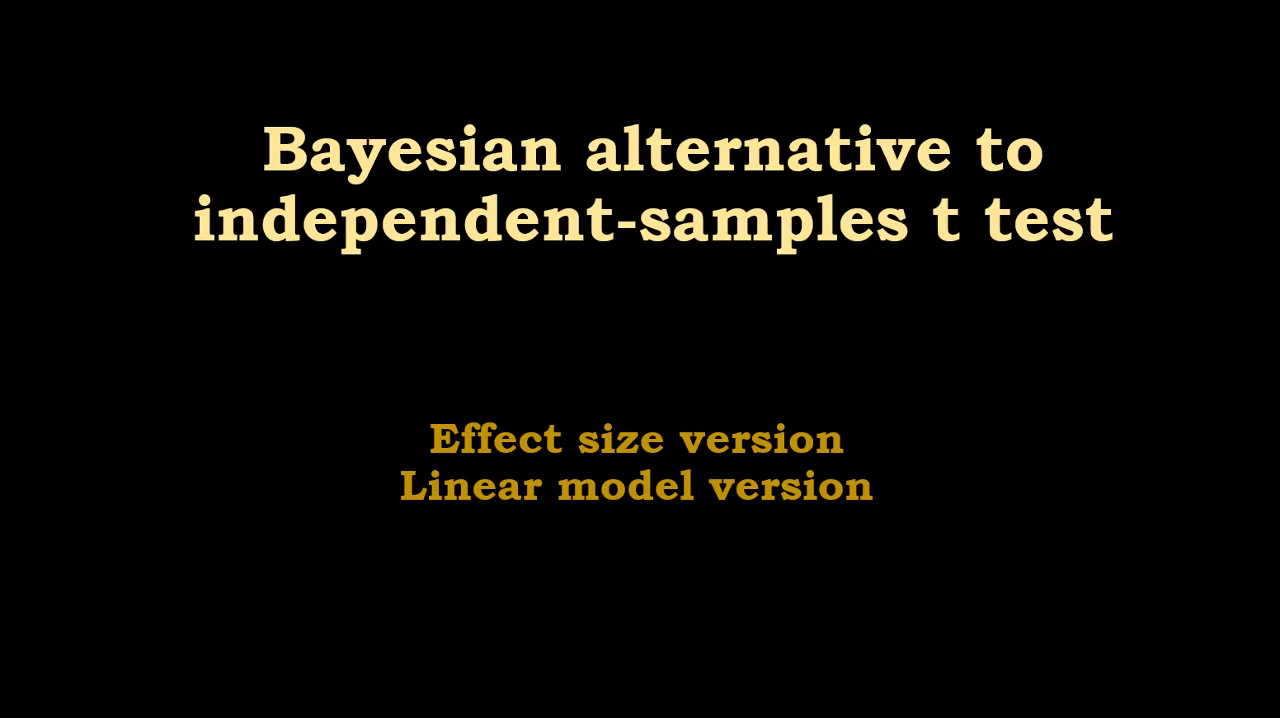 Bayesian alternative to
independent-samples t test
Effect size version
Linear model version